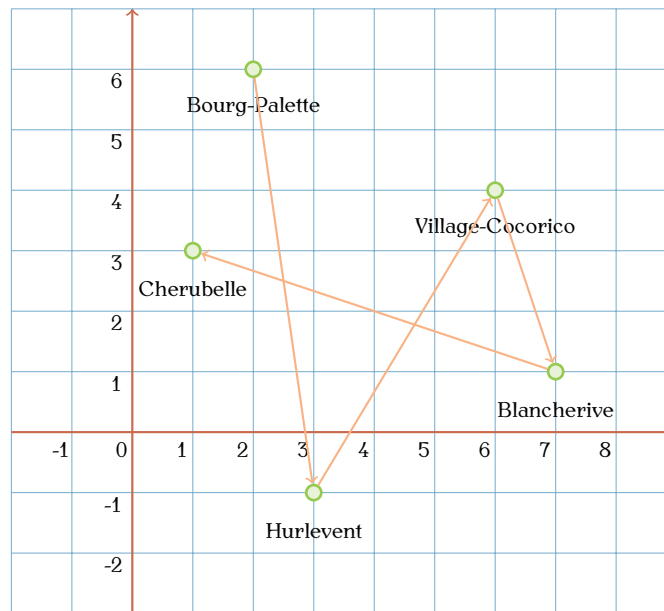 6
Bourg-Palette
5
4
Village-Cocorico
3
Cherubelle
2
1
Blancherive
-1 0 1 2 3 4 5 6 7 8
-1
Hurlevent
-2